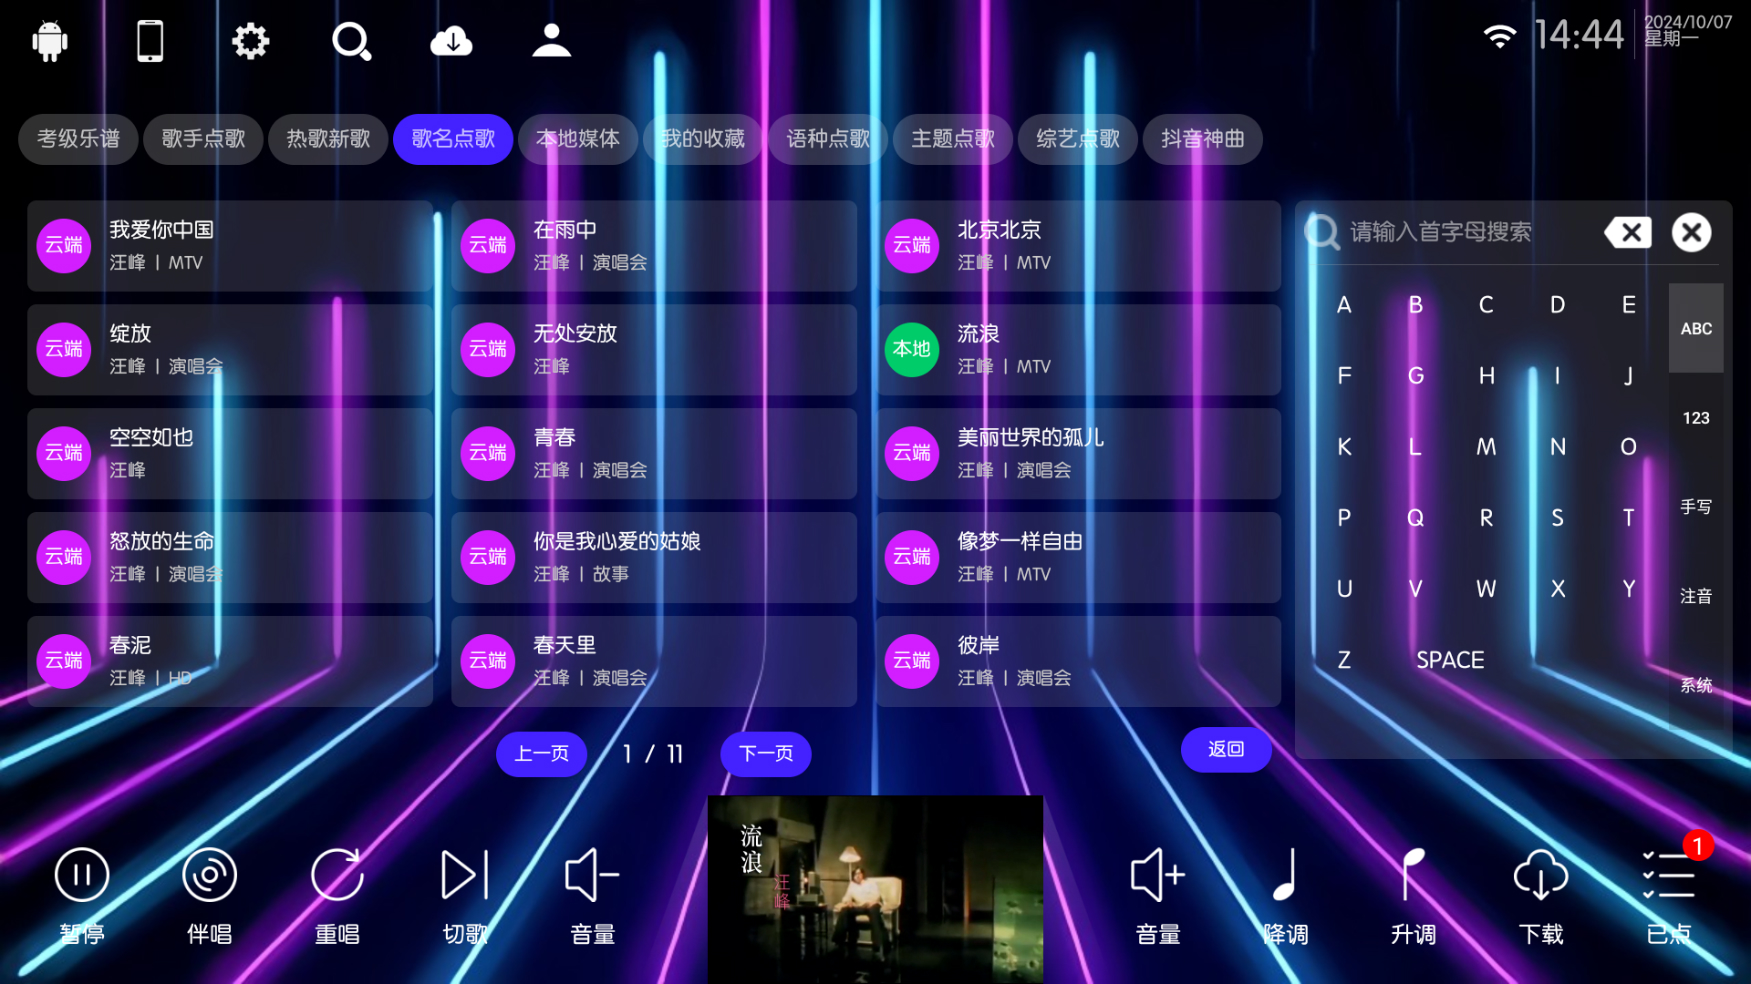 14:44
2024/10/07
星期一
考级乐谱
歌手点歌
热歌新歌
歌名点歌
本地媒体
我的收藏
语种点歌
主题点歌
综艺点歌
抖音神曲
云端
我爱你中国
汪峰 | MTV
云端
在雨中
汪峰 | 演唱会
云端
北京北京
汪峰 | MTV
云端
绽放
汪峰 | 演唱会
云端
无处安放
汪峰
本地
流浪
汪峰 | MTV
云端
空空如也
汪峰
云端
青春
汪峰 | 演唱会
云端
美丽世界的孤儿
汪峰 | 演唱会
云端
怒放的生命
汪峰 | 演唱会
云端
你是我心爱的姑娘
汪峰 | 故事
云端
像梦一样自由
汪峰 | MTV
云端
春泥
汪峰 | HD
云端
春天里
汪峰 | 演唱会
云端
彼岸
汪峰 | 演唱会
上一页
1 / 11
下一页
返回
请输入首字母搜索
A B C D E
F G H I J
K L M N O
P Q R S T
U V W X Y
Z SPACE
ABC
123
手写
注音
系统
流浪
汪峰
暂停
伴唱
重唱
切歌
音量
音量
降调
升调
下载
1
已点